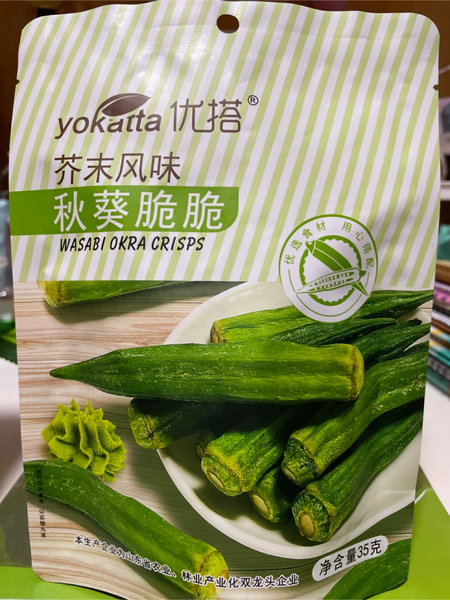 yokatta 优搭®
芥末风味
秋葵脆脆
WASABI OKRA CRISPS
优选食材 用心搭配
本生产企业为山东省农业、林业产业化双龙头企业
净含量35克